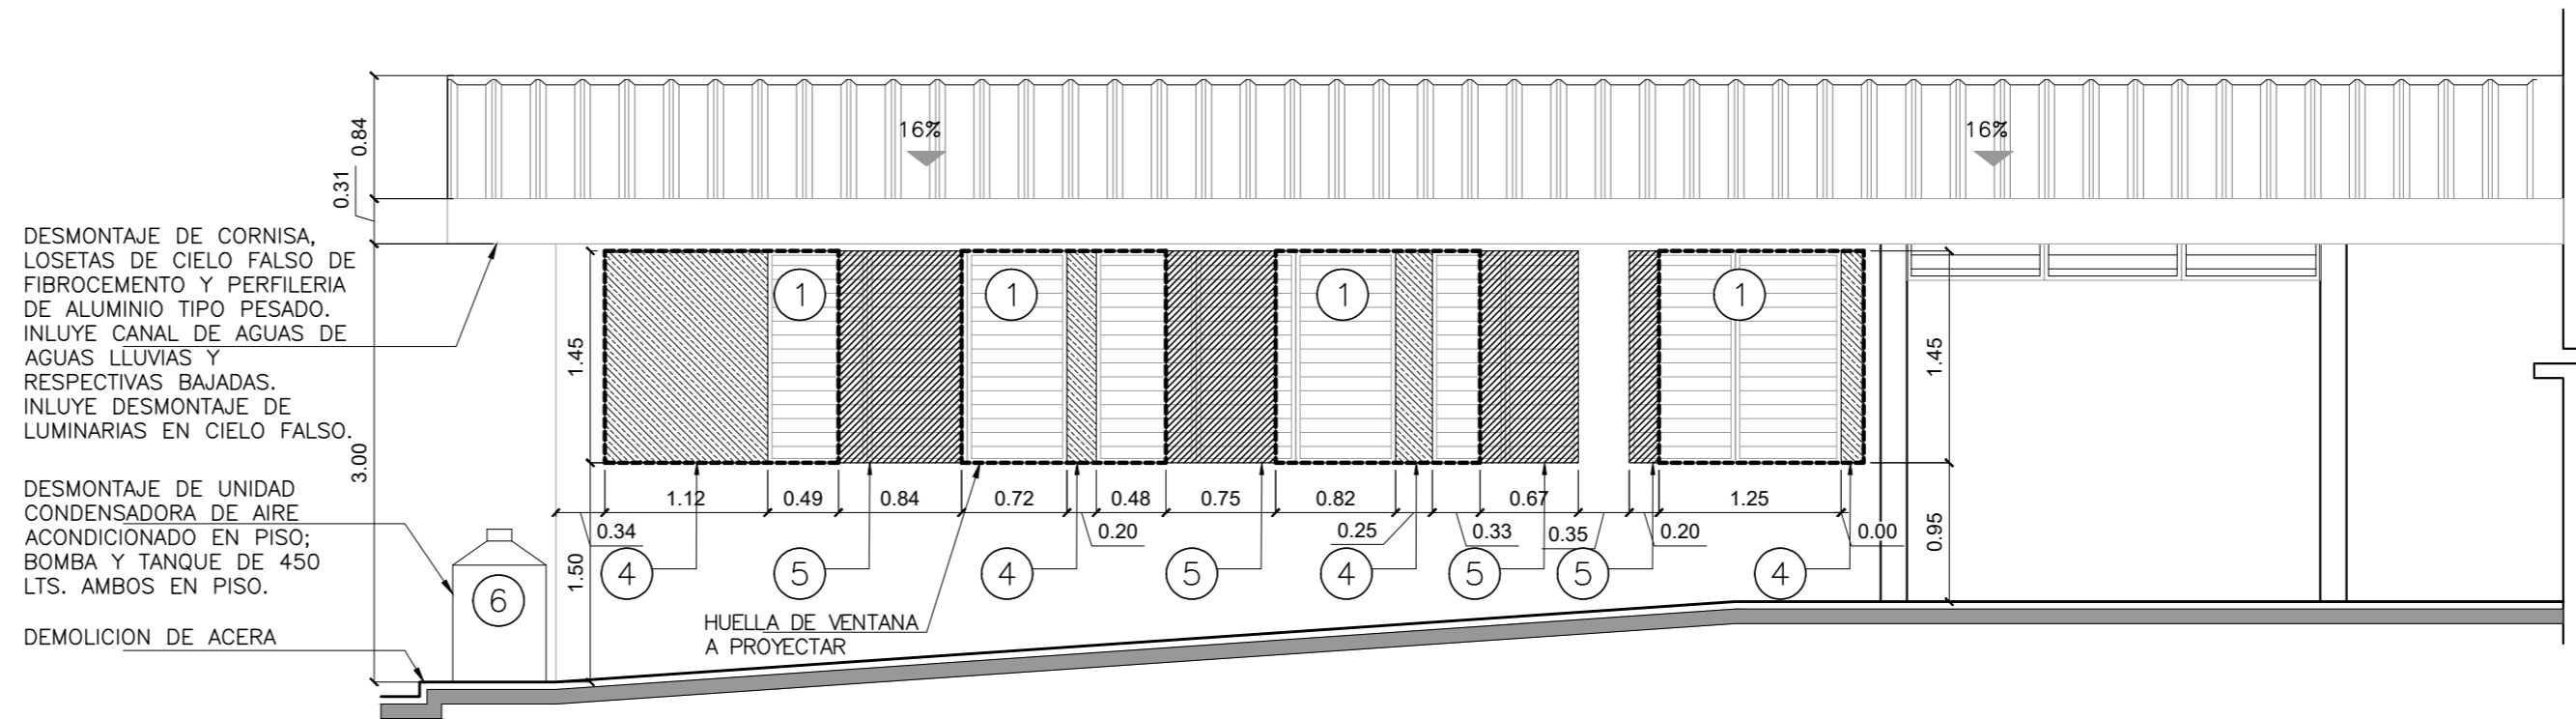 16%
16%
0.84
0.31
3.00
DESMONTAJE DE CORNISA,
LOSETAS DE CIELO FALSO DE
FIBROCEMENTO Y PERFILERIA
DE ALUMINIO TIPO PESADO.
INLUYE CANAL DE AGUAS DE
AGUAS LLUVIAS Y
RESPECTIVAS BAJADAS.
INLUYE DESMONTAJE DE
LUMINARIAS EN CIELO FALSO.
DESMONTAJE DE UNIDAD
CONDENSADORA DE AIRE
ACONDICIONADO EN PISO;
BOMBA Y TANQUE DE 450
LTS. AMBOS EN PISO.
DEMOLICION DE ACERA
1 1 1 1
1.45
1.45
1.12 0.49 0.84 0.72 0.48 0.75 0.82 0.67 1.25
0.34 0.20 0.25 0.33 0.35 0.20 0.00
1.50
0.95
4 5 4 5 4 5 5 4
6
HUELLA DE VENTANA
A PROYECTAR